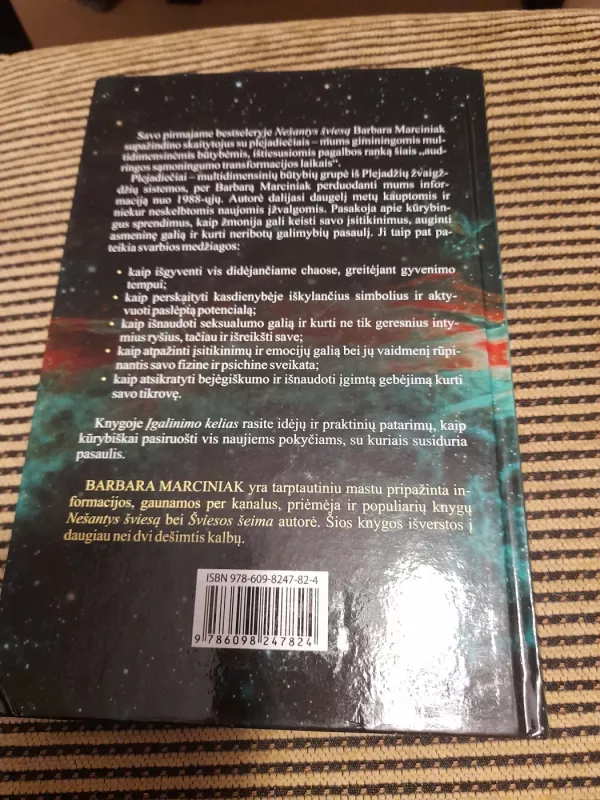 Savo pirmajame bestseleryje Nešantys šviesą Barbara Marciniak
supažindino skaitytojus su plejadiečiais – mums giminingomis mul-
tidimensinėmis būtybėmis, ištiesusiomis pagalbos ranką šiais „aud-
ringos sąmoningumo transformacijos laikais“.
Plejadiečiai – multidimensinių būtybių grupė iš Plejadžių žvaigž-
džių sistemos, per Barbarą Marciniak perduodanti mums infor-
maciją nuo 1988-ųjų. Autorė dalijasi daugelį metų kauptomis ir
niekur neskelbtomis naujomis įžvalgomis. Pasakoja apie kūrybin-
gus sprendimus, kaip žmonija gali keisti savo įsitikinimus, auginti
asmeninę galią ir kurti neribotų galimybių pasaulį. Ji taip pat pa-
teikia svarbios medžiagos:
• kaip išgyventi vis didėjančiame chaose, greitėjant gyvenimo
tempui;
• kaip perskaityti kasdienybėje iškylančius simbolius ir akty-
vuoti paslėptą potencialą;
• kaip išnaudoti seksualumo galią ir kurti ne tik geresnius inty-
mius ryšius, tačiau ir išreikšti save;
• kaip atpažinti įsitikinimų ir emocijų galią bei jų vaidmenį rūpi-
nantis savo fizine ir psichine sveikata;
• kaip atsikratyti bejėgiškumo ir išnaudoti įgimtą gebėjimą kurti
savo tikrovę.
Knygoje Įgalinimo kelias rasite idėjų ir praktinių patarimų, kaip
kūrybiškai pasiruošti vis naujiems pokyčiams, su kuriais susiduria
pasaulis.
BARBARA MARCINIAK yra tarptautiniu mastu pripažinta in-
formacijos, gaunamos per kanalus, priėmėja ir populiarių knygų
Nešantys šviesą bei Šviesos šeima autorė. Šios knygos išverstos į
daugiau nei dvi dešimtis kalbų.
ISBN 978-609-8247-82-4
9 786098 247824